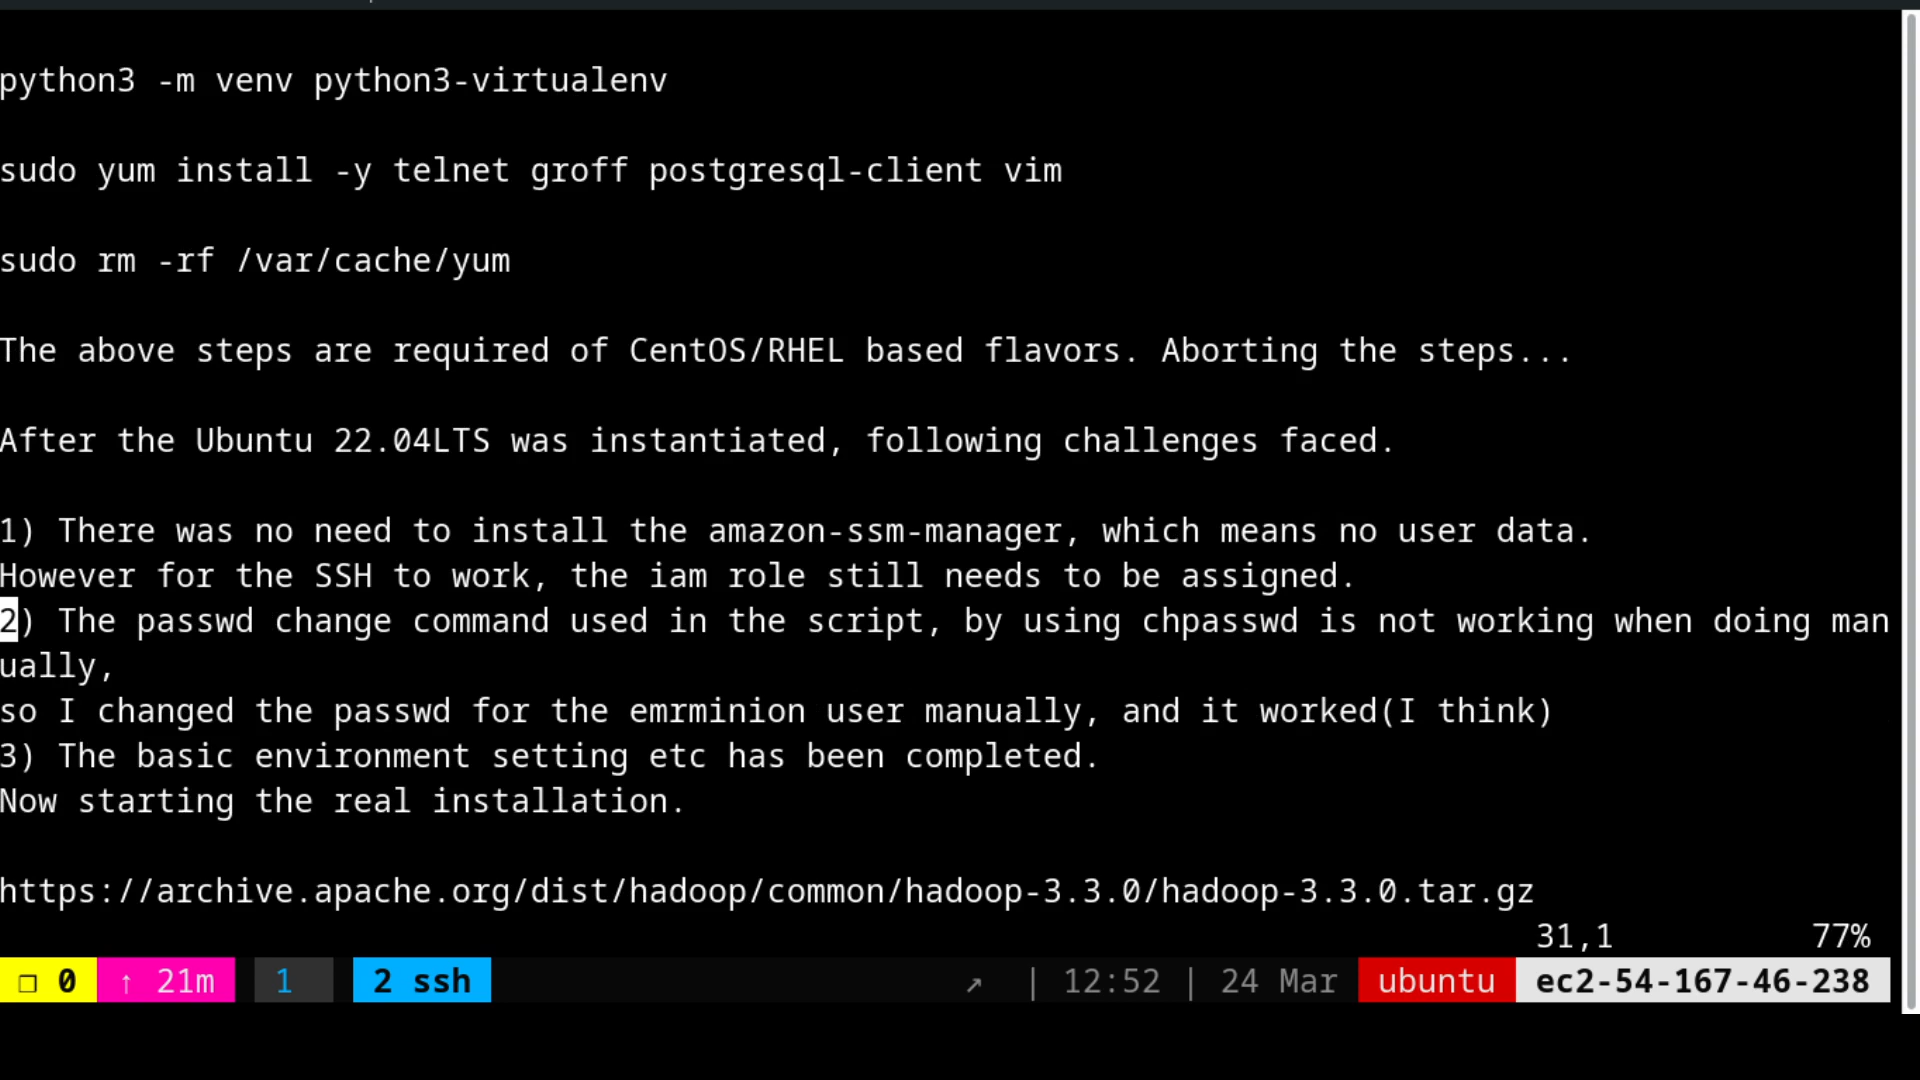 python3 -m venv python3-virtualenv
sudo yum install -y telnet groff postgresql-client vim
sudo rm -rf /var/cache/yum
The above steps are required of CentOS/RHEL based flavors. Aborting the steps...
After the Ubuntu 22.04LTS was instantiated, following challenges faced.
1) There was no need to install the amazon-ssm-manager, which means no user data.
However for the SSH to work, the iam role still needs to be assigned.
2) The passwd change command used in the script, by using chpasswd is not working when doing man
ually,
so I changed the passwd for the emrminion user manually, and it worked(I think)
3) The basic environment setting etc has been completed.
Now starting the real installation.
https://archive.apache.org/dist/hadoop/common/hadoop-3.3.0/hadoop-3.3.0.tar.gz
31,1 77%
❐ 0 ↑ 21m 1 2 ssh ↗ | 12:52 | 24 Mar ubuntu ec2-54-167-46-238